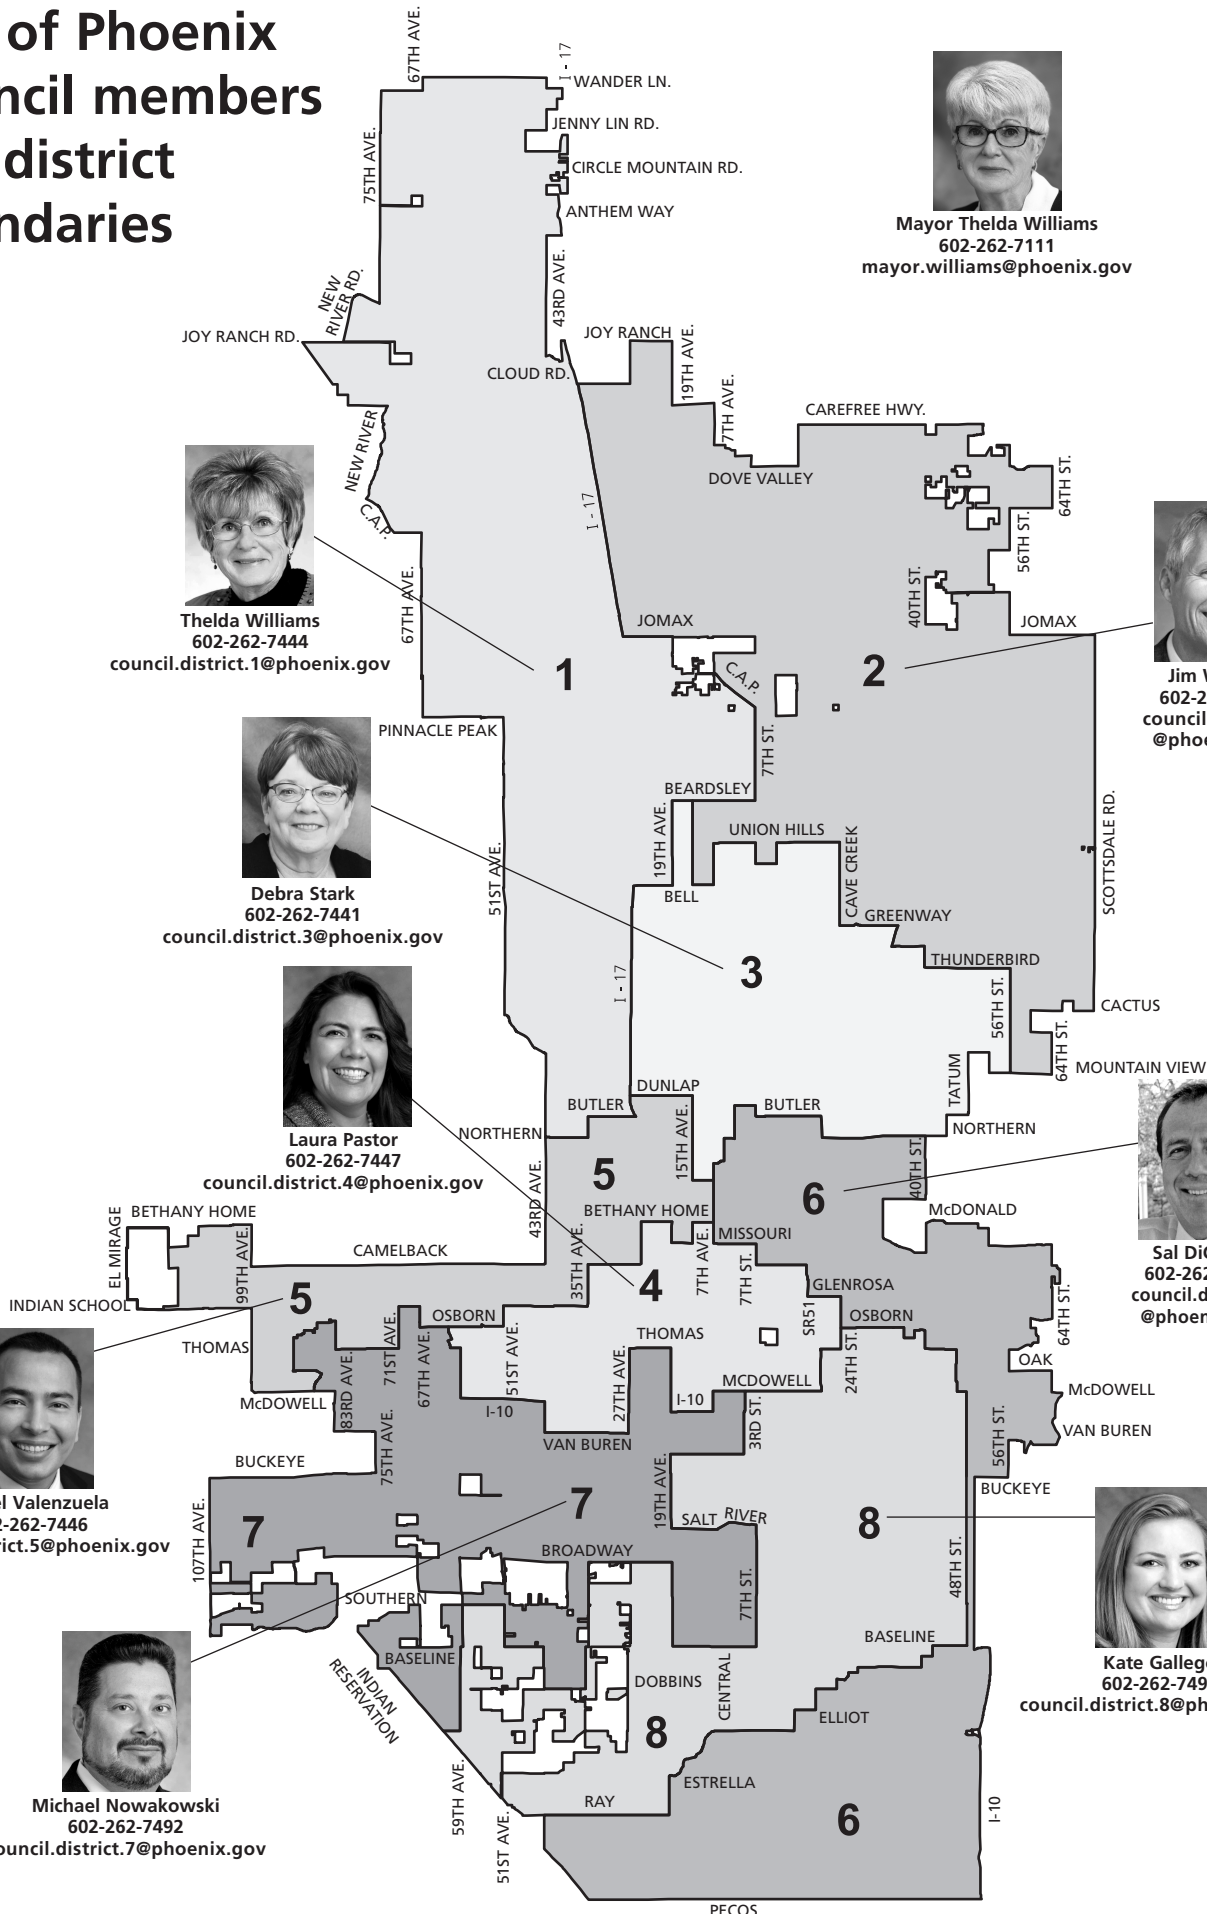 of Phoenix
ncil members
district
ndaries
Mayor Thelda Williams
602-262-7111
mayor.williams@phoenix.gov
67TH AVE.
I - 17
WANDER LN.
JENNY LIN RD.
75TH AVE.
CIRCLE MOUNTAIN RD.
ANTHEM WAY
NEW
RIVER RD.
43RD AVE.
JOY RANCH RD.
JOY RANCH
CLOUD RD.
19TH AVE.
7TH AVE.
CAREFREE HWY.
NEW RIVER
DOVE VALLEY
64TH ST.
C.A.P.
I - 17
56TH ST.
40TH ST.
67TH AVE.
JOMAX
JOMAX
Thelda Williams
602-262-7444
council.district.1@phoenix.gov
1
2
C.A.P.
Jim W
602-2
council
@phoe
PINNACLE PEAK
7TH ST.
BEARDSLEY
19TH AVE.
UNION HILLS
CAVE CREEK
SCOTTSDALE RD.
51ST AVE.
BELL
GREENWAY
Debra Stark
602-262-7441
council.district.3@phoenix.gov
I - 17
3
THUNDERBIRD
56TH ST.
CACTUS
64TH ST.
MOUNTAIN VIEW
TATUM
DUNLAP
BUTLER
BUTLER
NORTHERN
NORTHERN
15TH AVE.
40TH ST.
Laura Pastor
602-262-7447
council.district.4@phoenix.gov
43RD AVE.
5
6
EL MIRAGE
BETHANY HOME
BETHANY HOME
McDONALD
99TH AVE.
CAMELBACK
35TH AVE.
7TH AVE.
MISSOURI
7TH ST.
Sal DiC
602-262
council.d
@phoen
INDIAN SCHOOL
5
4
GLENROSA
SR51
OSBORN
OSBORN
64TH ST.
THOMAS
71ST AVE.
67TH AVE.
51ST AVE.
THOMAS
24TH ST.
OAK
83RD AVE.
27TH AVE.
MCDOWELL
McDOWELL
McDOWELL
I-10
I-10
3RD ST.
VAN BUREN
VAN BUREN
75TH AVE.
56TH ST.
BUCKEYE
BUCKEYE
el Valenzuela
2-262-7446
rict.5@phoenix.gov
107TH AVE.
7
7
19TH AVE.
SALT RIVER
8
BROADWAY
48TH ST.
7TH ST.
SOUTHERN
BASELINE
BASELINE
INDIAN
RESERVATION
DOBBINS
CENTRAL
Kate Galleg
602-262-749
council.district.8@ph
8
ELLIOT
59TH AVE.
ESTRELLA
RAY
51ST AVE.
6
I-10
Michael Nowakowski
602-262-7492
ouncil.district.7@phoenix.gov
PECOS